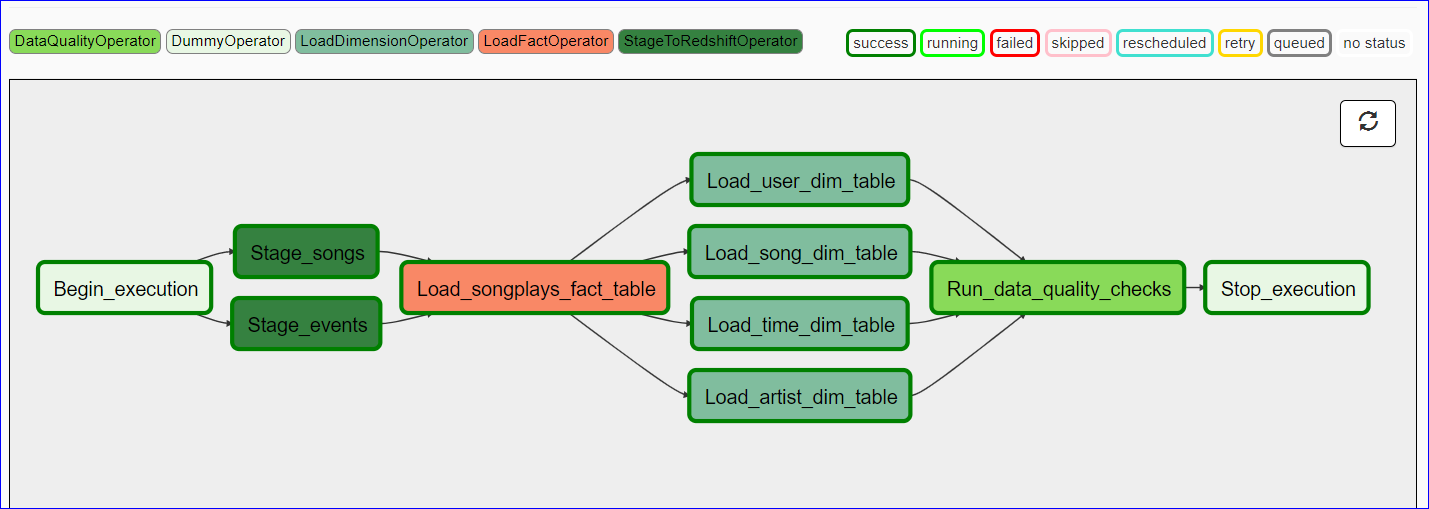 DataQualityOperator DummyOperator LoadDimensionOperator LoadFactOperator StageToRedshiftOperator success running failed skipped rescheduled retry queued no status
Load_user_dim_table
Stage_songs Load_song_dim_table
Begin_execution Load_songplays_fact_table Run_data_quality_checks Stop_execution
Stage_events Load_time_dim_table
Load_artist_dim_table